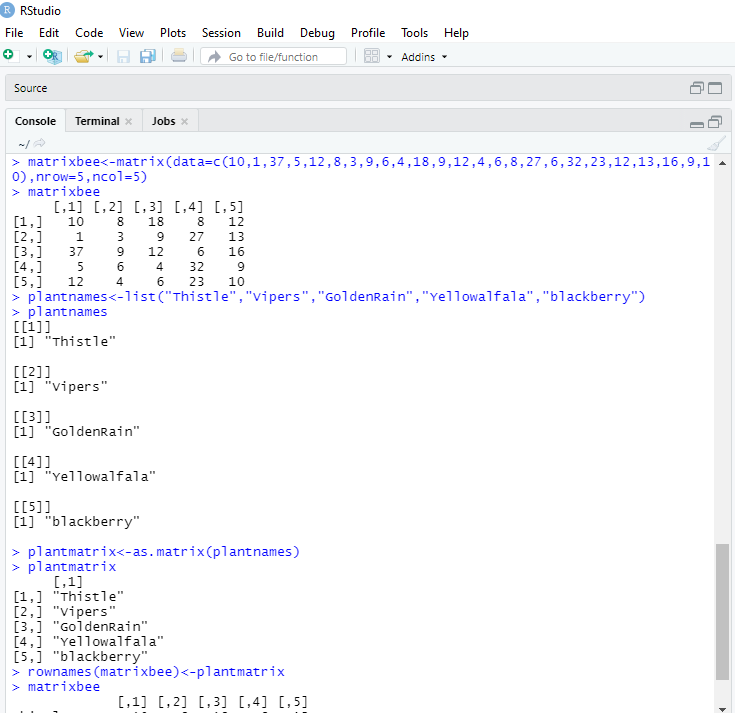 RStudio
File Edit Code View Plots Session Build Debug Profile Tools Help
Go to file/function Addins
Source
Console Terminal Jobs
~/
> matrixbee<-matrix(data=c(10,1,37,5,12,8,3,9,6,4,18,9,12,4,6,8,27,6,32,23,12,13,16,9,1
0),nrow=5,ncol=5)
> matrixbee
     [,1] [,2] [,3] [,4] [,5]
[1,]   10    8   18    8   12
[2,]    1    3    9   27   13
[3,]   37    9   12    6   16
[4,]    5    6    4   32    9
[5,]   12    4    6   23   10
> plantnames<-list("Thistle","Vipers","GoldenRain","Yellowalfala","blackberry")
> plantnames
[[1]]
[1] "Thistle"
[[2]]
[1] "Vipers"
[[3]]
[1] "GoldenRain"
[[4]]
[1] "Yellowalfala"
[[5]]
[1] "blackberry"
> plantmatrix<-as.matrix(plantnames)
> plantmatrix
     [,1]
[1,] "Thistle"
[2,] "Vipers"
[3,] "GoldenRain"
[4,] "Yellowalfala"
[5,] "blackberry"
> rownames(matrixbee)<-plantmatrix
> matrixbee
             [,1] [,2] [,3] [,4] [,5]